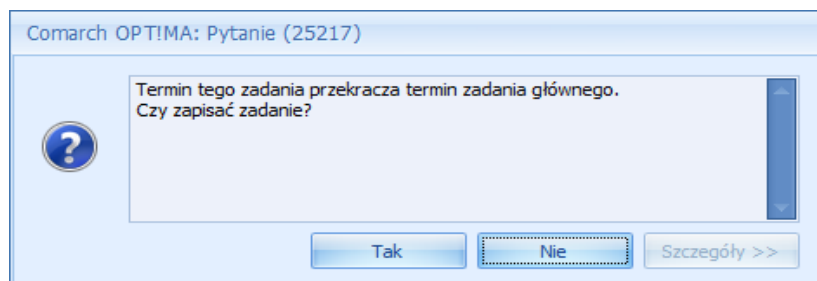 Comarch OPT!MA: Pytanie (25217)
Termin tego zadania przekracza termin zadania głównego.
Czy zapisać zadanie?
Tak
Nie
Szczegóły >>